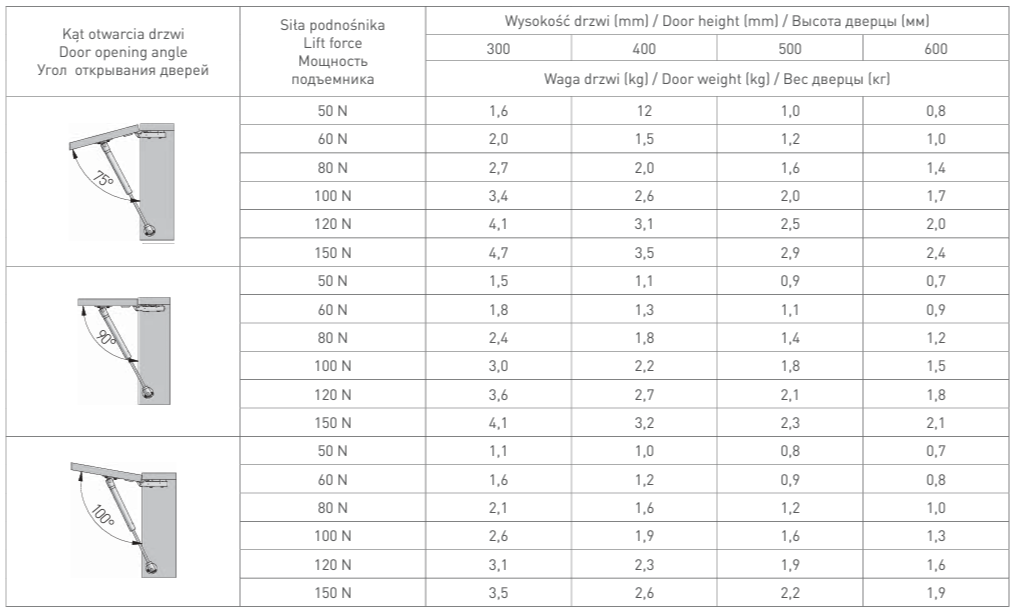 Kąt otwarcia drzwi
Door opening angle
Угол открывания дверей
Siła podnośnika
Lift force
Мощность
подъемника
Wysokość drzwi (mm) / Door height (mm) / Высота дверцы (мм)
300 400 500 600
Waga drzwi (kg) / Door weight (kg) / Вес дверцы (кг)
75°
50 N 1,6 12 1,0 0,8
60 N 2,0 1,5 1,2 1,0
80 N 2,7 2,0 1,6 1,4
100 N 3,4 2,6 2,0 1,7
120 N 4,1 3,1 2,5 2,0
150 N 4,7 3,5 2,9 2,4
90°
50 N 1,5 1,1 0,9 0,7
60 N 1,8 1,3 1,1 0,9
80 N 2,4 1,8 1,4 1,2
100 N 3,0 2,2 1,8 1,5
120 N 3,6 2,7 2,1 1,8
150 N 4,1 3,2 2,3 2,1
100°
50 N 1,1 1,0 0,8 0,7
60 N 1,6 1,2 0,9 0,8
80 N 2,1 1,6 1,2 1,0
100 N 2,6 1,9 1,6 1,3
120 N 3,1 2,3 1,9 1,6
150 N 3,5 2,6 2,2 1,9